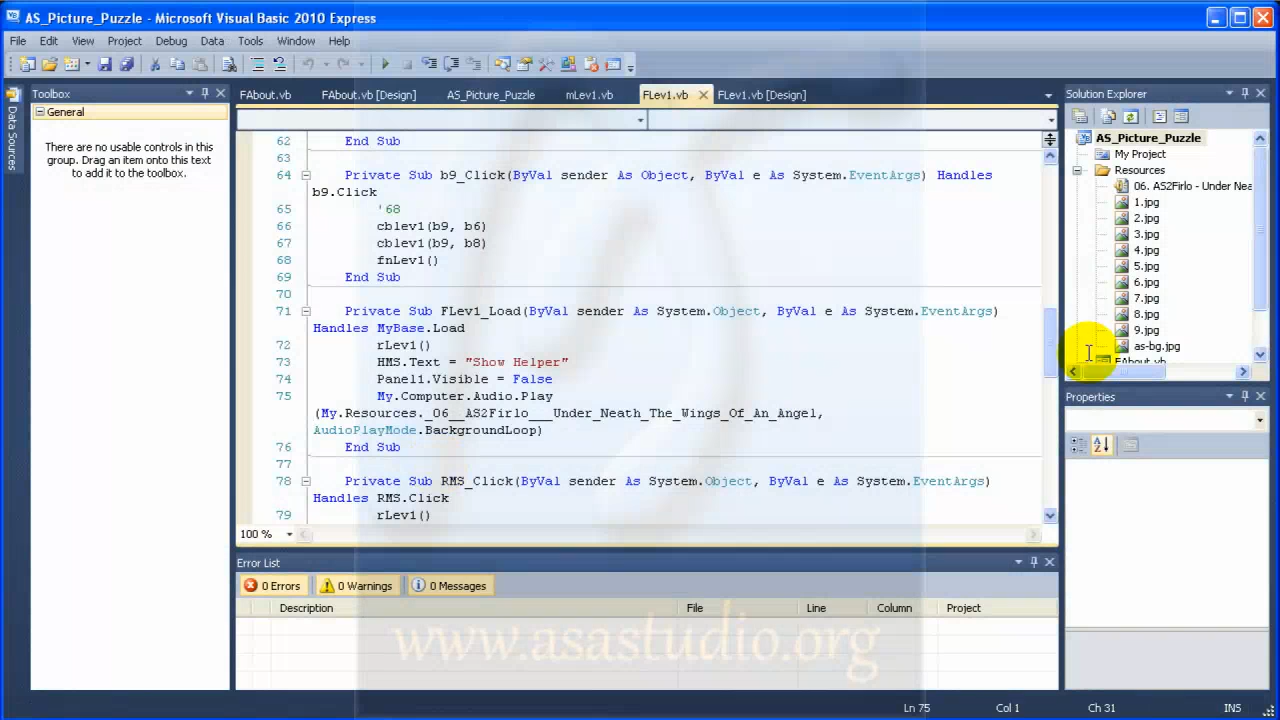 AS_Picture_Puzzle - Microsoft Visual Basic 2010 Express
File Edit View Project Debug Data Tools Window Help
Data Sources
Toolbox
General
There are no usable controls in this
group. Drag an item onto this text
to add it to the toolbox.
FAbout.vb FAbout.vb [Design] AS_Picture_Puzzle mLev1.vb FLev1.vb FLev1.vb [Design]
62 End Sub
63
64 Private Sub b9_Click(ByVal sender As Object, ByVal e As System.EventArgs) Handles
b9.Click
65 '68
66 cblev1(b9, b6)
67 cblev1(b9, b8)
68 fnLev1()
69 End Sub
70
71 Private Sub FLev1_Load(ByVal sender As System.Object, ByVal e As System.EventArgs)
Handles MyBase.Load
72 rLev1()
73 HMS.Text = "Show Helper"
74 Panel1.Visible = False
75 My.Computer.Audio.Play
(My.Resources._06__AS2Firlo___Under_Neath_The_Wings_Of_An_Angel,
AudioPlayMode.BackgroundLoop)
76 End Sub
77
78 Private Sub RMS_Click(ByVal sender As System.Object, ByVal e As System.EventArgs)
Handles RMS.Click
79 rLev1()
100 %
Solution Explorer
AS_Picture_Puzzle
My Project
Resources
06. AS2Firlo - Under Nea
1.jpg
2.jpg
3.jpg
4.jpg
5.jpg
6.jpg
7.jpg
8.jpg
9.jpg
as-bg.jpg
FAbout.vb
Properties
Error List
0 Errors 0 Warnings 0 Messages
Description File Line Column Project
www.asastudio.org
Ln 75 Col 1 Ch 31 INS